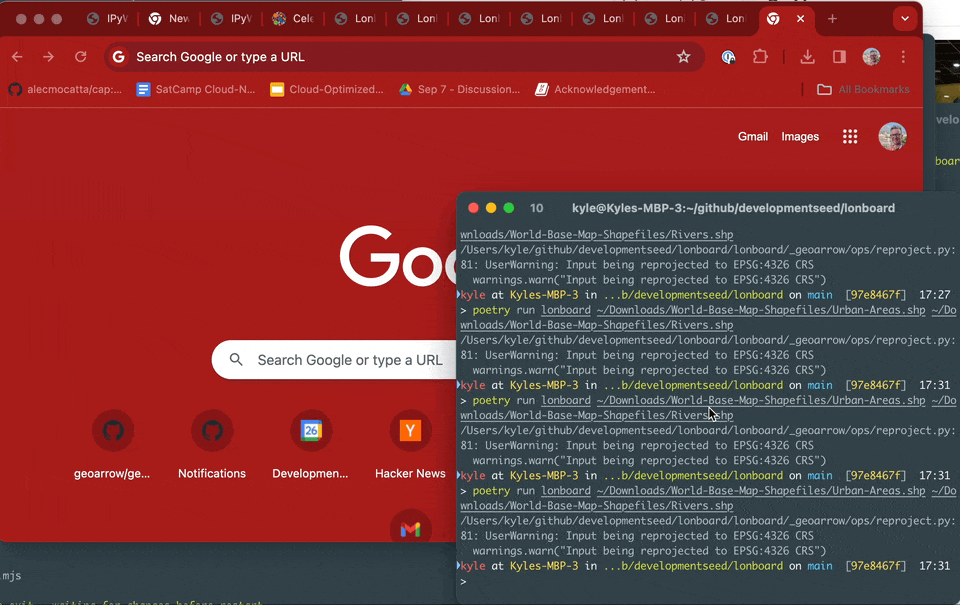 IPyV
New
IPyV
Cele
Lon
Lon
Lon
Lon
Lon
Lon
Lon
Search Google or type a URL
alecmocatta/cap:...
SatCamp Cloud-N...
Cloud-Optimized...
Sep 7 - Discussion...
Acknowledgement...
All Bookmarks
Gmail
Images
Goo
Search Google or type a URL
geoarrow/ge...
Notifications
26
Developmen...
Y
Hacker News
velo
boar
10 kyle@Kyles-MBP-3:~/github/developmentseed/lonboard
wnloads/World-Base-Map-Shapefiles/Rivers.shp
/Users/kyle/github/developmentseed/lonboard/lonboard/_geoarrow/ops/reproject.py:
81: UserWarning: Input being reprojected to EPSG:4326 CRS
warnings.warn("Input being reprojected to EPSG:4326 CRS")
kyle at Kyles-MBP-3 in ...b/developmentseed/lonboard on main [97e8467f] 17:27
> poetry run lonboard ~/Downloads/World-Base-Map-Shapefiles/Urban-Areas.shp ~/Do
wnloads/World-Base-Map-Shapefiles/Rivers.shp
/Users/kyle/github/developmentseed/lonboard/lonboard/_geoarrow/ops/reproject.py:
81: UserWarning: Input being reprojected to EPSG:4326 CRS
warnings.warn("Input being reprojected to EPSG:4326 CRS")
kyle at Kyles-MBP-3 in ...b/developmentseed/lonboard on main [97e8467f] 17:31
> poetry run lonboard ~/Downloads/World-Base-Map-Shapefiles/Urban-Areas.shp ~/Do
wnloads/World-Base-Map-Shapefiles/Rivers.shp
/Users/kyle/github/developmentseed/lonboard/lonboard/_geoarrow/ops/reproject.py:
81: UserWarning: Input being reprojected to EPSG:4326 CRS
warnings.warn("Input being reprojected to EPSG:4326 CRS")
kyle at Kyles-MBP-3 in ...b/developmentseed/lonboard on main [97e8467f] 17:31
> poetry run lonboard ~/Downloads/World-Base-Map-Shapefiles/Urban-Areas.shp ~/Do
wnloads/World-Base-Map-Shapefiles/Rivers.shp
/Users/kyle/github/developmentseed/lonboard/lonboard/_geoarrow/ops/reproject.py:
81: UserWarning: Input being reprojected to EPSG:4326 CRS
warnings.warn("Input being reprojected to EPSG:4326 CRS")
kyle at Kyles-MBP-3 in ...b/developmentseed/lonboard on main [97e8467f] 17:31
>
.mjs
exit - waiting for changes before restart